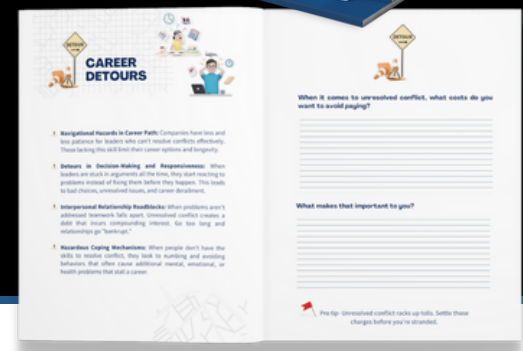 DETOUR
CAREER
DETOURS
Navigational Hazards in Career Path: Companies have less and
less patience for leaders who can't resolve conflicts effectively.
Those lacking this skill limit their career options and longevity.
Detours in Decision-Making and Responsiveness: When
leaders are stuck in arguments all the time, they start reacting to
problems instead of fixing them before they happen. This leads
to bad choices, unresolved issues, and career derailment.
Interpersonal Relationship Roadblocks: When problems aren't
addressed teamwork falls apart. Unresolved conflict creates a
debt that incurs compounding interest. Go too long and
relationships go "bankrupt."
Hazardous Coping Mechanisms: When people don't have the
skills to resolve conflict, they look to numbing and avoiding
behaviors that often cause additional mental, emotional, or
health problems that stall a career.
DETOUR
When it comes to unresolved conflict, what costs do you
want to avoid paying?
What makes that important to you?
Pro tip- Unresolved conflict racks up tolls. Settle those
charges before you're stranded.